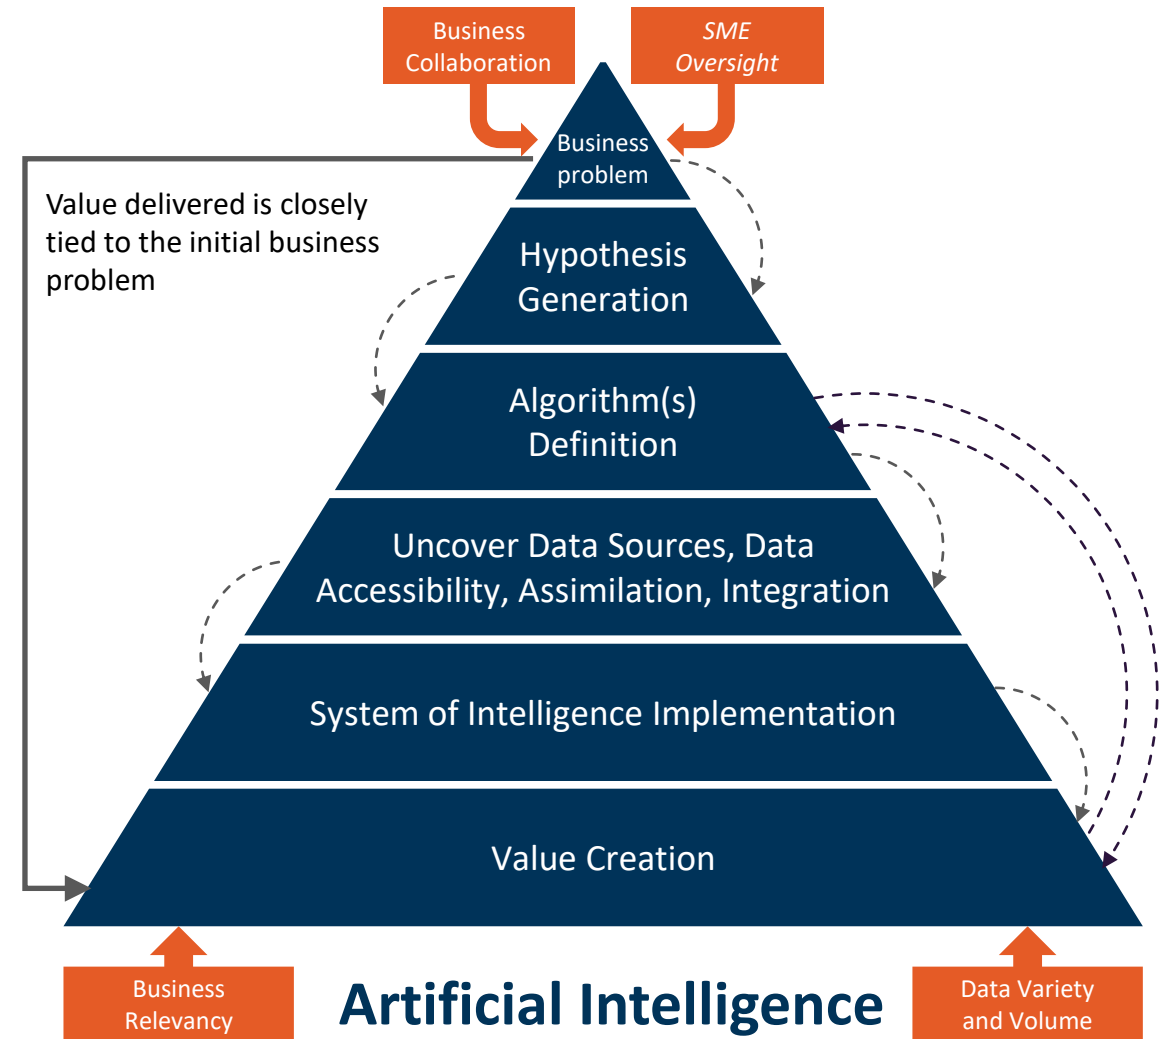 Business
Collaboration
SME
Oversight
Business
problem
Value delivered is closely
tied to the initial business
problem
Hypothesis
Generation
Algorithm(s)
Definition
Uncover Data Sources, Data
Accessibility, Assimilation, Integration
System of Intelligence Implementation
Value Creation
Business
Relevancy
Artificial Intelligence
Data Variety
and Volume